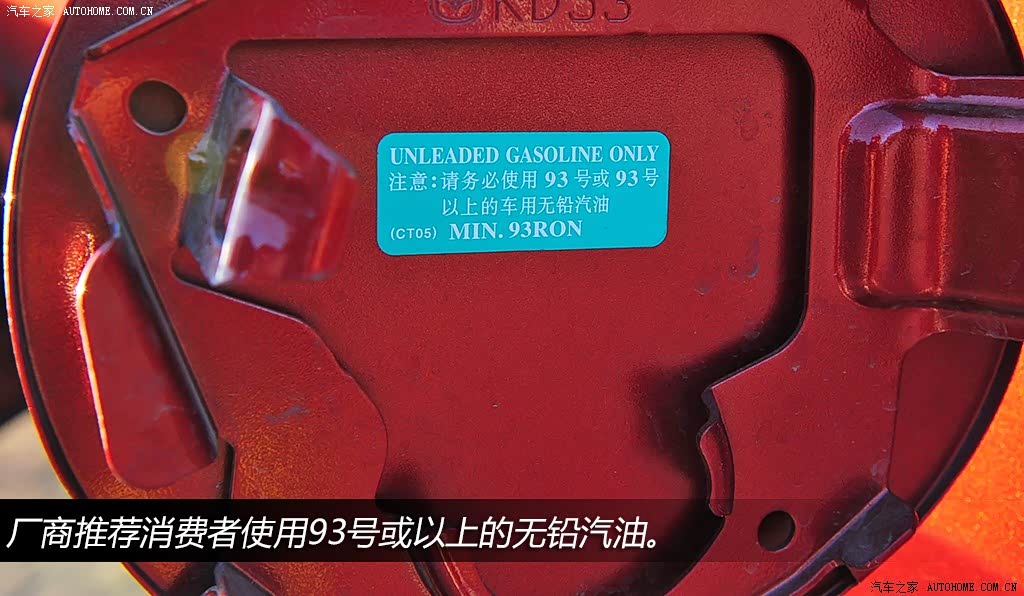 汽车之家 AUTOHOME.COM.CN
KD53
UNLEADED GASOLINE ONLY
注意:请务必使用 93 号或 93 号
以上的车用无铅汽油
(CT05) MIN. 93RON
厂商推荐消费者使用93号或以上的无铅汽油。
汽车之家 AUTOHOME.COM.CN